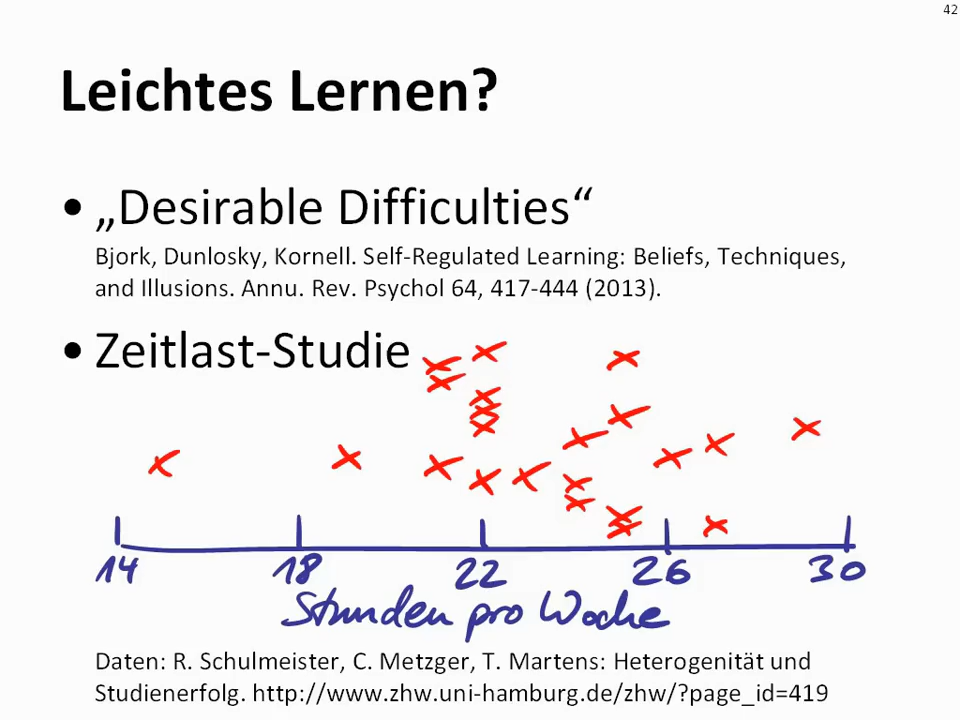 42
Leichtes Lernen?
• „Desirable Difficulties“
Bjork, Dunlosky, Kornell. Self-Regulated Learning: Beliefs, Techniques,
and Illusions. Annu. Rev. Psychol 64, 417-444 (2013).
• Zeitlast-Studie
14 18 22 26 30
Stunden pro Woche
Daten: R. Schulmeister, C. Metzger, T. Martens: Heterogenität und
Studienerfolg. http://www.zhw.uni-hamburg.de/zhw/?page_id=419